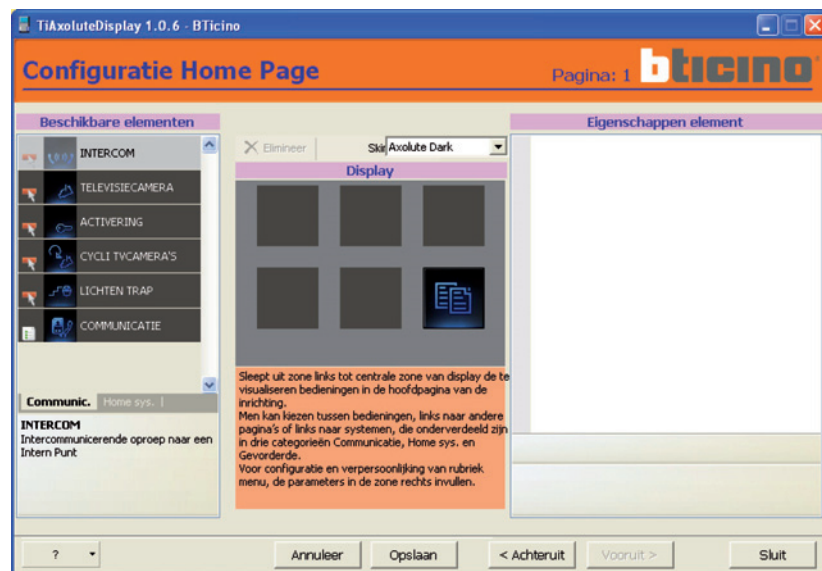 TiAxoluteDisplay 1.0.6 - BTicino
Configuratie Home Page
Pagina: 1
bticino
Beschikbare elementen
INTERCOM
TELEVISIECAMERA
ACTIVERING
CYCLI TVCAMERA'S
LICHTEN TRAP
COMMUNICATIE
Communic.
Home sys.
INTERCOM
Intercommunicerende oproep naar een
Intern Punt
Elimineer
Skin
Axolute Dark
Display
Sleept uit zone links tot centrale zone van display de te
visualiseren bedieningen in de hoofdpagina van de
inrichting.
Men kan kiezen tussen bedieningen, links naar andere
pagina's of links naar systemen, die onderverdeeld zijn
in drie categorieën Communicatie, Home sys. en
Gevorderde.
Voor configuratie en verpersoonlijking van rubriek
menu, de parameters in de zone rechts invullen.
Eigenschappen element
?
Annuleer
Opslaan
< Achteruit
Vooruit >
Sluit